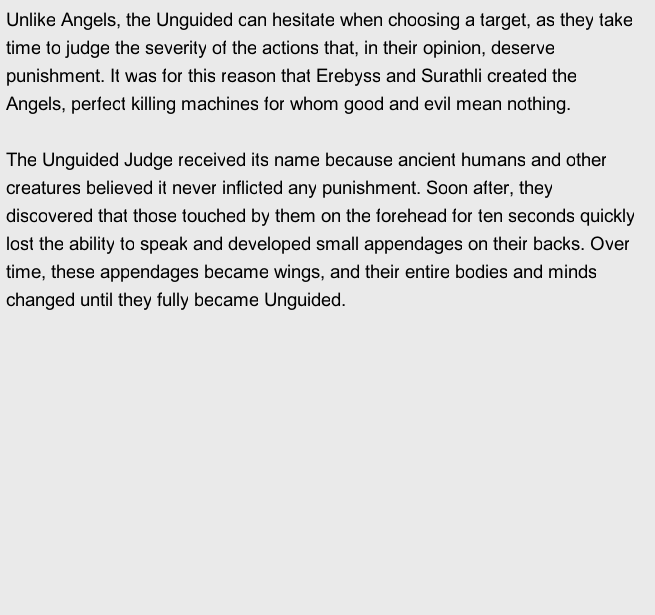 Unlike Angels, the Unguided can hesitate when choosing a target, as they take
time to judge the severity of the actions that, in their opinion, deserve
punishment. It was for this reason that Erebyss and Surathli created the
Angels, perfect killing machines for whom good and evil mean nothing.
The Unguided Judge received its name because ancient humans and other
creatures believed it never inflicted any punishment. Soon after, they
discovered that those touched by them on the forehead for ten seconds quickly
lost the ability to speak and developed small appendages on their backs. Over
time, these appendages became wings, and their entire bodies and minds
changed until they fully became Unguided.